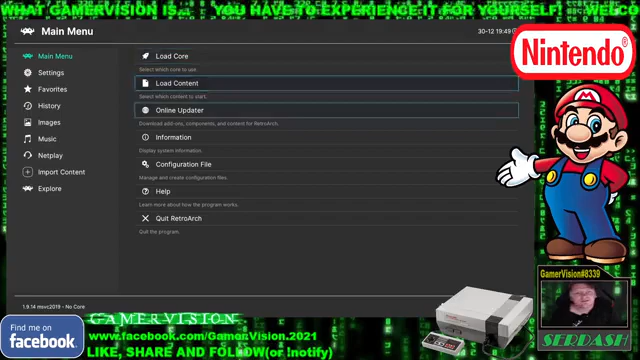 WHAT GAMERVISION IS... YOU HAVE TO EXPERIENCE IT FOR YOURSELF! WELCO
Main Menu
30-12 19:49
Main Menu
Settings
Favorites
History
Images
Music
Netplay
Import Content
Explore
Load Core
Select which core to use.
Load Content
Select which content to start.
Online Updater
Download add-ons, components, and content for RetroArch.
Information
Display system information.
Configuration File
Manage and create configuration files.
Help
Learn more about how the program works.
Quit RetroArch
Quit the program.
1.9.14 msvc2019 - No Core
Nintendo
M
GamerVision#8339
SERDASH
Find me on
facebook.
GAMERVISION
www.facebook.com/Gamer.Vision.2021
LIKE, SHARE AND FOLLOW(or !notify)